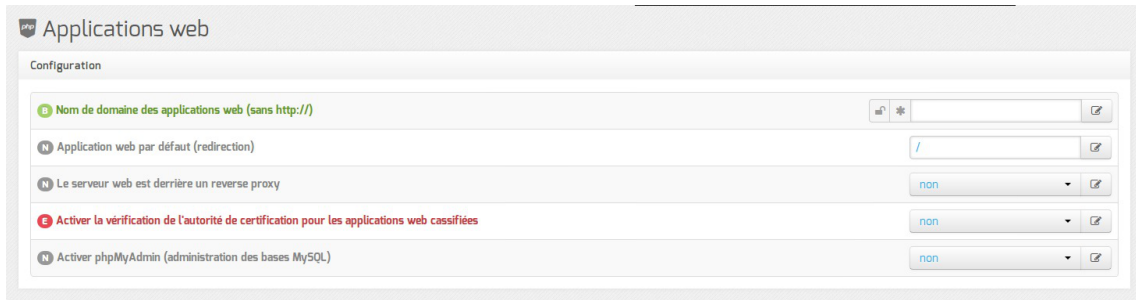 php Applications web
Configuration
B Nom de domaine des applications web (sans http://)
N Application web par défaut (redirection) /
N Le serveur web est derrière un reverse proxy non
E Activer la vérification de l'autorité de certification pour les applications web cassifiées non
N Activer phpMyAdmin (administration des bases MySQL) non